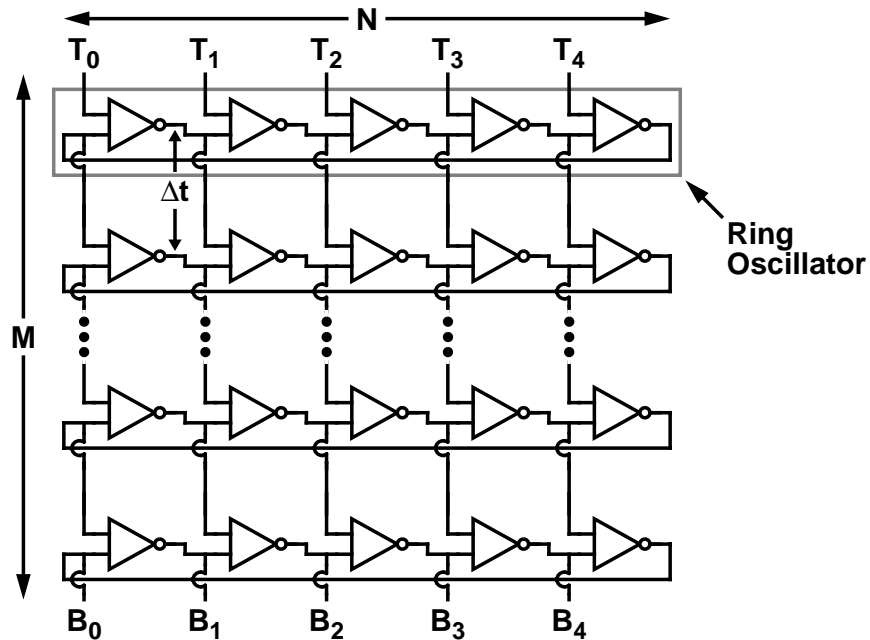 N
T0 T1 T2 T3 T4
Δt
Ring
Oscillator
M
B0 B1 B2 B3 B4